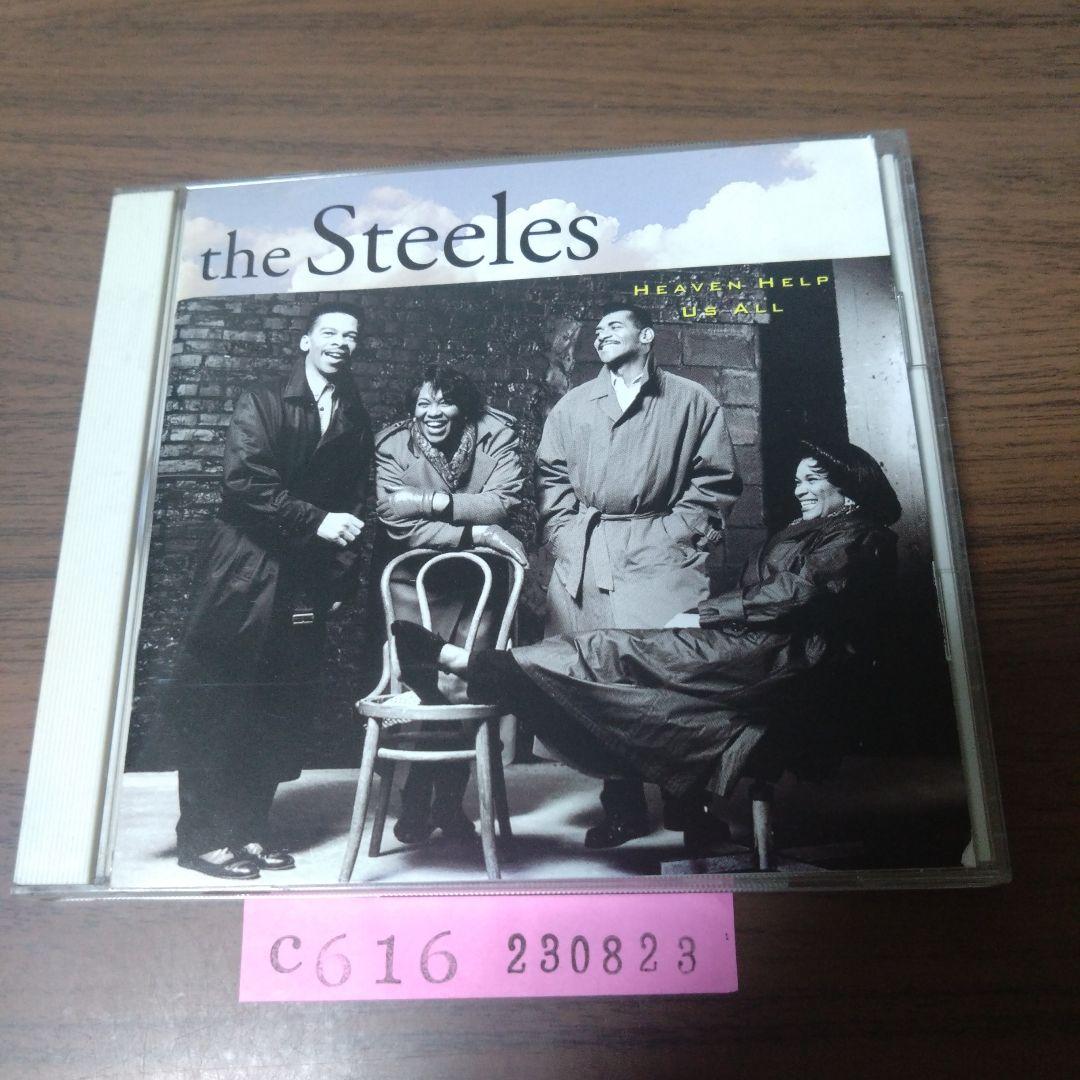 the Steeles
HEAVEN HELP
US ALL
C616 230823